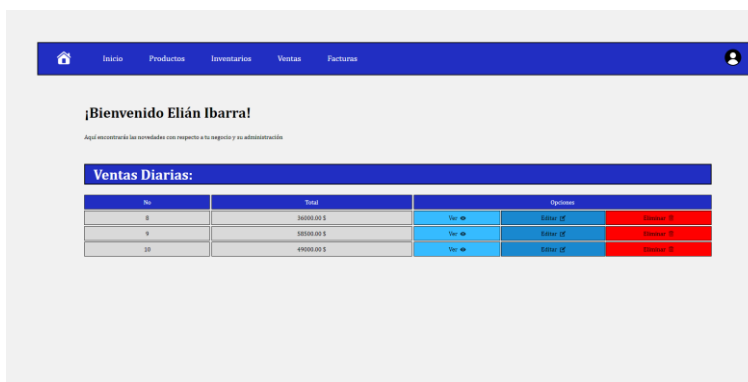 Inicio Productos Inventarios Ventas Facturas
¡Bienvenido Elián Ibarra!
Aquí encontrarás las novedades con respecto a tu negocio y su administración
Ventas Diarias:
No Total Opciones
8 36000.00 $ Ver Editar Eliminar
9 58500.00 $ Ver Editar Eliminar
10 49000.00 $ Ver Editar Eliminar